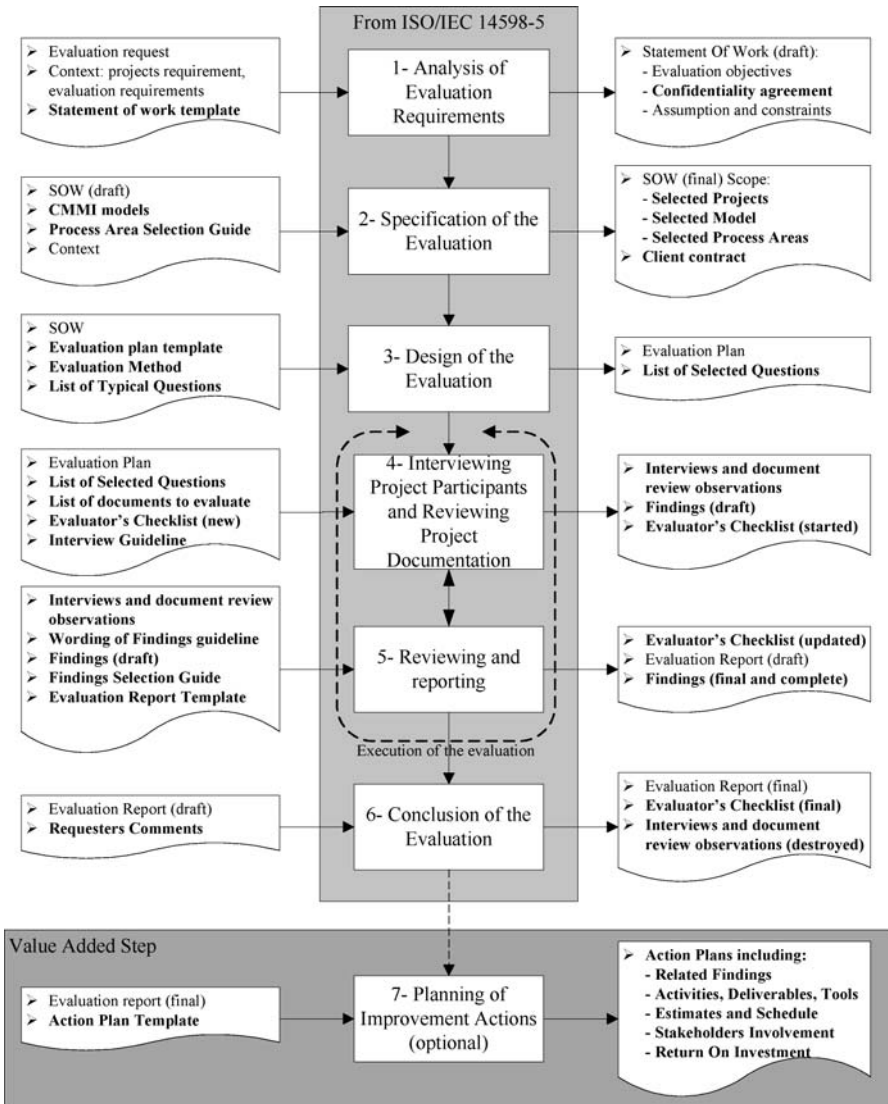 From ISO/IEC 14598-5
➢ Evaluation request
➢ Context: projects requirement,
evaluation requirements
➢ Statement of work template
1- Analysis of
Evaluation
Requirements
➢ Statement Of Work (draft):
- Evaluation objectives
- Confidentiality agreement
- Assumption and constraints
➢ SOW (draft)
➢ CMMI models
➢ Process Area Selection Guide
➢ Context
2- Specification of the
Evaluation
➢ SOW (final) Scope:
- Selected Projects
- Selected Model
- Selected Process Areas
➢ Client contract
➢ SOW
➢ Evaluation plan template
➢ Evaluation Method
➢ List of Typical Questions
3- Design of the
Evaluation
➢ Evaluation Plan
➢ List of Selected Questions
➢ Evaluation Plan
➢ List of Selected Questions
➢ List of documents to evaluate
➢ Evaluator's Checklist (new)
➢ Interview Guideline
4- Interviewing
Project Participants
and Reviewing
Project
Documentation
➢ Interviews and document
review observations
➢ Findings (draft)
➢ Evaluator's Checklist (started)
➢ Interviews and document review
observations
➢ Wording of Findings guideline
➢ Findings (draft)
➢ Findings Selection Guide
➢ Evaluation Report Template
5- Reviewing and
reporting
➢ Evaluator's Checklist (updated)
➢ Evaluation Report (draft)
➢ Findings (final and complete)
Execution of the evaluation
➢ Evaluation Report (draft)
➢ Requesters Comments
6- Conclusion of the
Evaluation
➢ Evaluation Report (final)
➢ Evaluator's Checklist (final)
➢ Interviews and document
review observations (destroyed)
Value Added Step
➢ Evaluation report (final)
➢ Action Plan Template
7- Planning of
Improvement Actions
(optional)
➢ Action Plans including:
- Related Findings
- Activities, Deliverables, Tools
- Estimates and Schedule
- Stakeholders Involvement
- Return On Investment